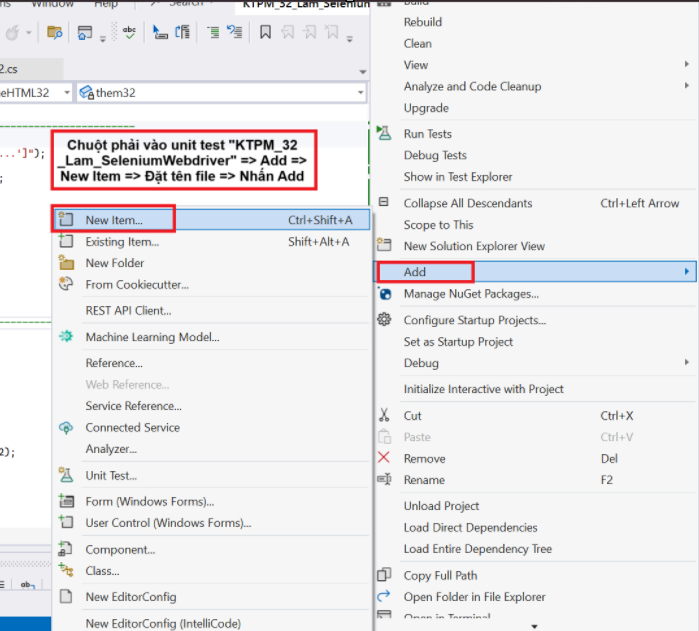 Window
Help
Search
KTPM_32_Lam_Selenium
2.cs
eHTML32
them32
...']");
;
Chuột phải vào unit test "KTPM_32
_Lam_SeleniumWebdriver" => Add =>
New Item => Đặt tên file => Nhấn Add
New Item... Ctrl+Shift+A
Existing Item... Shift+Alt+A
New Folder
From Cookiecutter...
REST API Client...
Machine Learning Model...
Reference...
Web Reference...
Service Reference...
Connected Service
Analyzer...
Unit Test...
Form (Windows Forms)...
User Control (Windows Forms)...
Component...
Class...
New EditorConfig
New EditorConfig (IntelliCode)
2);
Build
Rebuild
Clean
View
Analyze and Code Cleanup
Upgrade
Run Tests
Debug Tests
Show in Test Explorer
Collapse All Descendants Ctrl+Left Arrow
Scope to This
New Solution Explorer View
Add
Manage NuGet Packages...
Configure Startup Projects...
Set as Startup Project
Debug
Initialize Interactive with Project
Cut Ctrl+X
Paste Ctrl+V
Remove Del
Rename F2
Unload Project
Load Direct Dependencies
Load Entire Dependency Tree
Copy Full Path
Open Folder in File Explorer
Open in Terminal